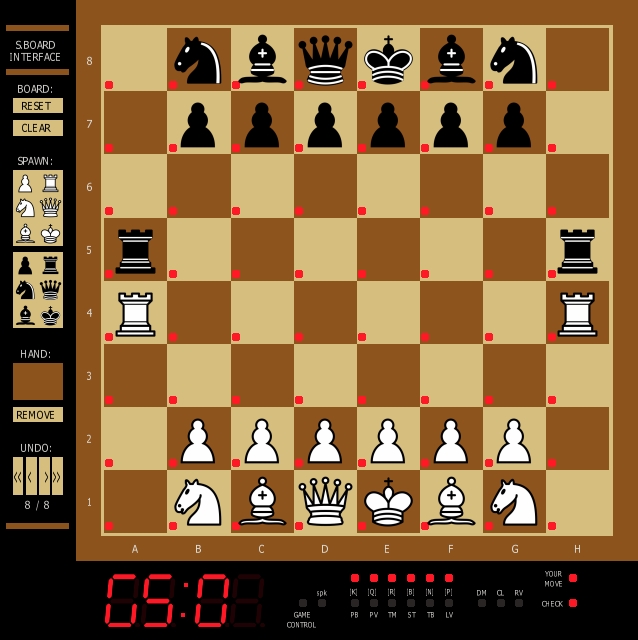 S.BOARD
INTERFACE
BOARD:
RESET
CLEAR
SPAWN:
HAND:
REMOVE
UNDO:
<< < > >>
8 / 8
8
7
6
5
4
3
2
1
A B C D E F G H
05:0
GAME
CONTROL
spk
[K] [Q] [R] [B] [N] [P]
PB PV TM ST TB LV
DM CL RV
YOUR
MOVE
CHECK